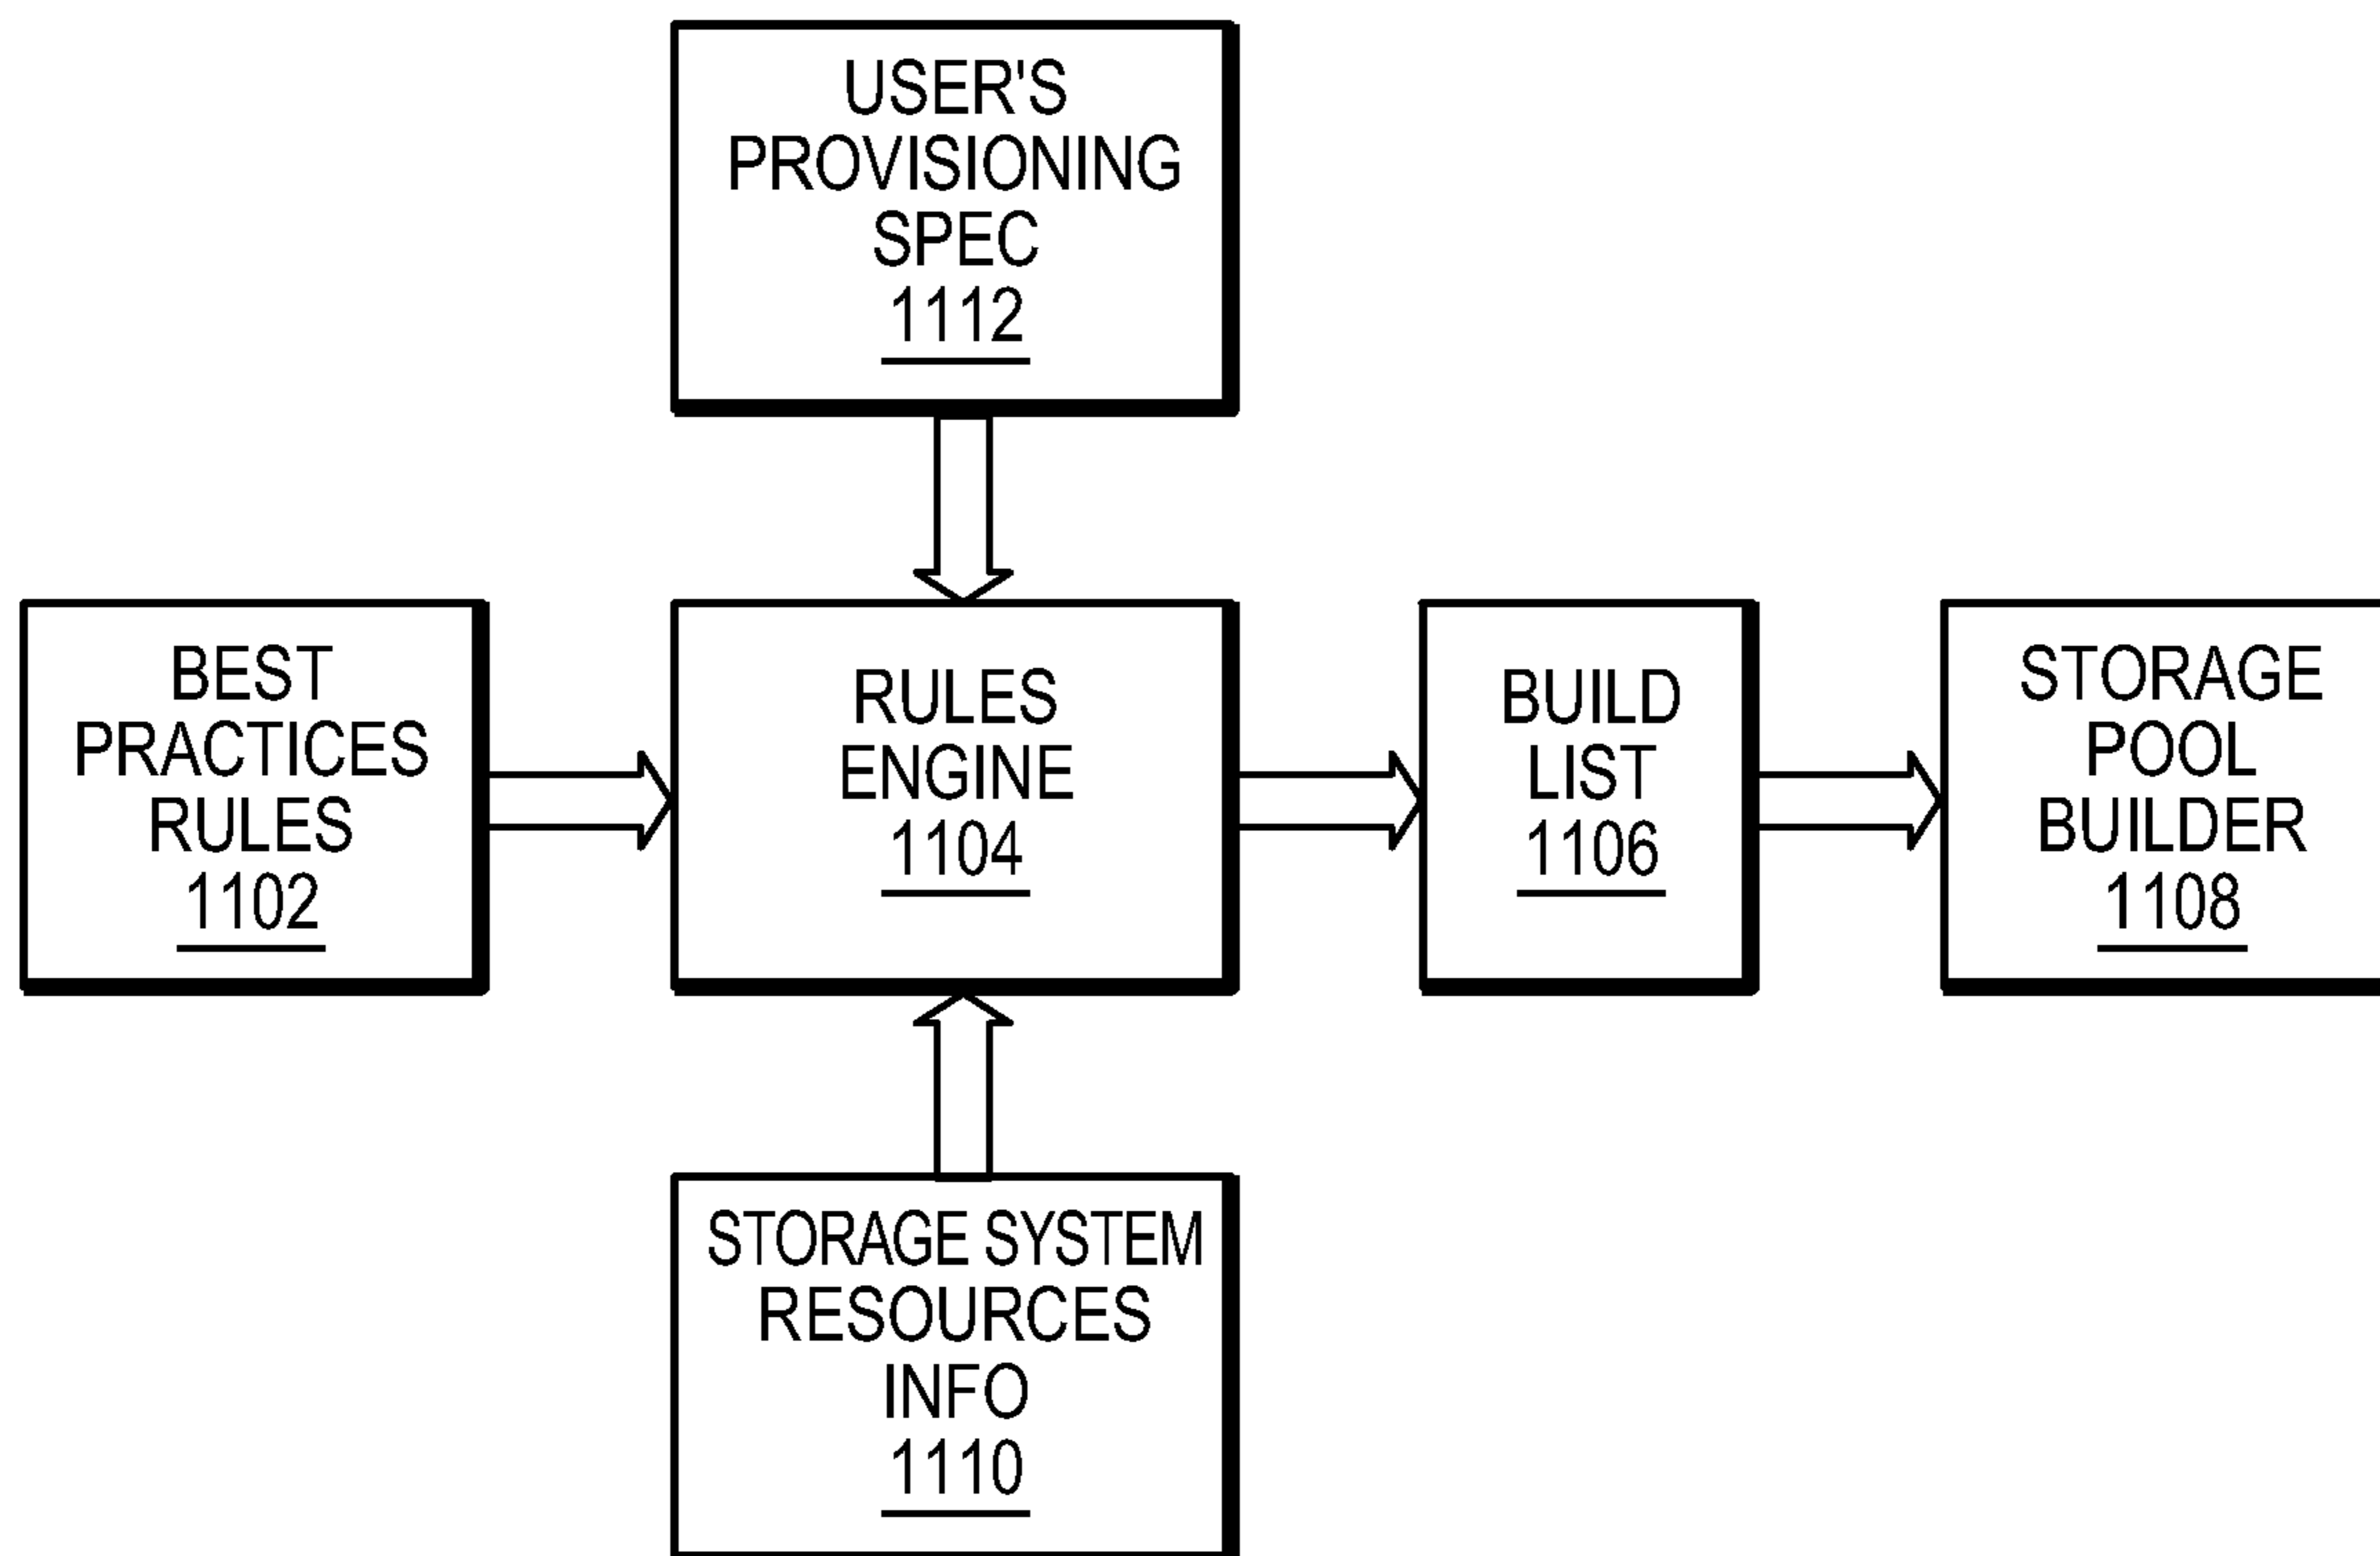 USER'S
PROVISIONING
SPEC
1112
BEST
PRACTICES
RULES
1102
RULES
ENGINE
1104
BUILD
LIST
1106
STORAGE
POOL
BUILDER
1108
STORAGE SYSTEM
RESOURCES
INFO
1110